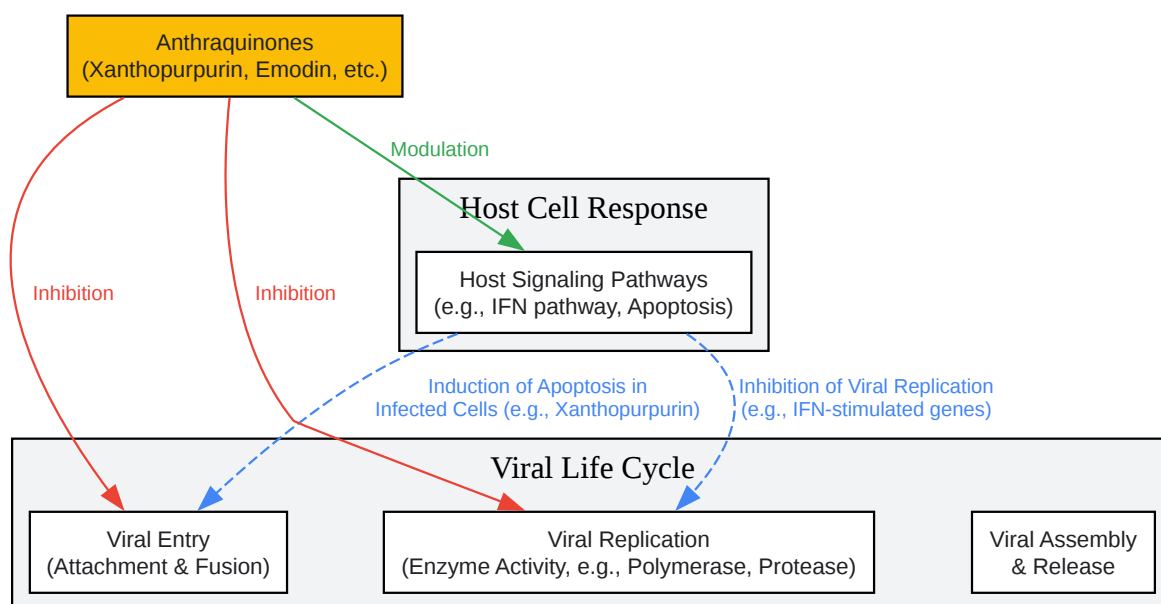 Anthraquinones
(Xanthopurpurin, Emodin, etc.)
Modulation
Host Cell Response
Host Signaling Pathways
(e.g., IFN pathway, Apoptosis)
Inhibition
Inhibition
Induction of Apoptosis in
Infected Cells (e.g., Xanthopurpurin)
Inhibition of Viral Replication
(e.g., IFN-stimulated genes)
Viral Life Cycle
Viral Entry
(Attachment & Fusion)
Viral Replication
(Enzyme Activity, e.g., Polymerase, Protease)
Viral Assembly
& Release